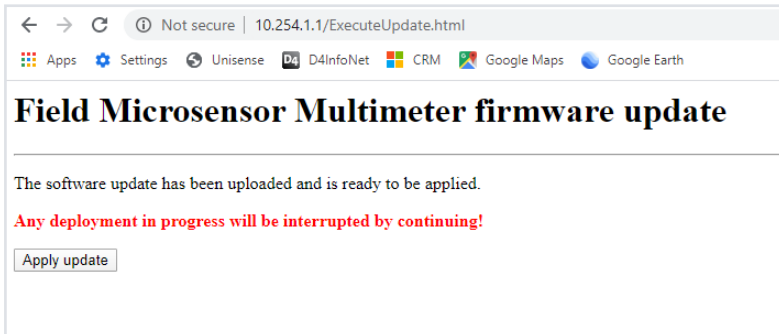 Not secure | 10.254.1.1/ExecuteUpdate.html
Apps Settings Unisense D4 D4InfoNet CRM Google Maps Google Earth
Field Microsensor Multimeter firmware update
The software update has been uploaded and is ready to be applied.
Any deployment in progress will be interrupted by continuing!
Apply update